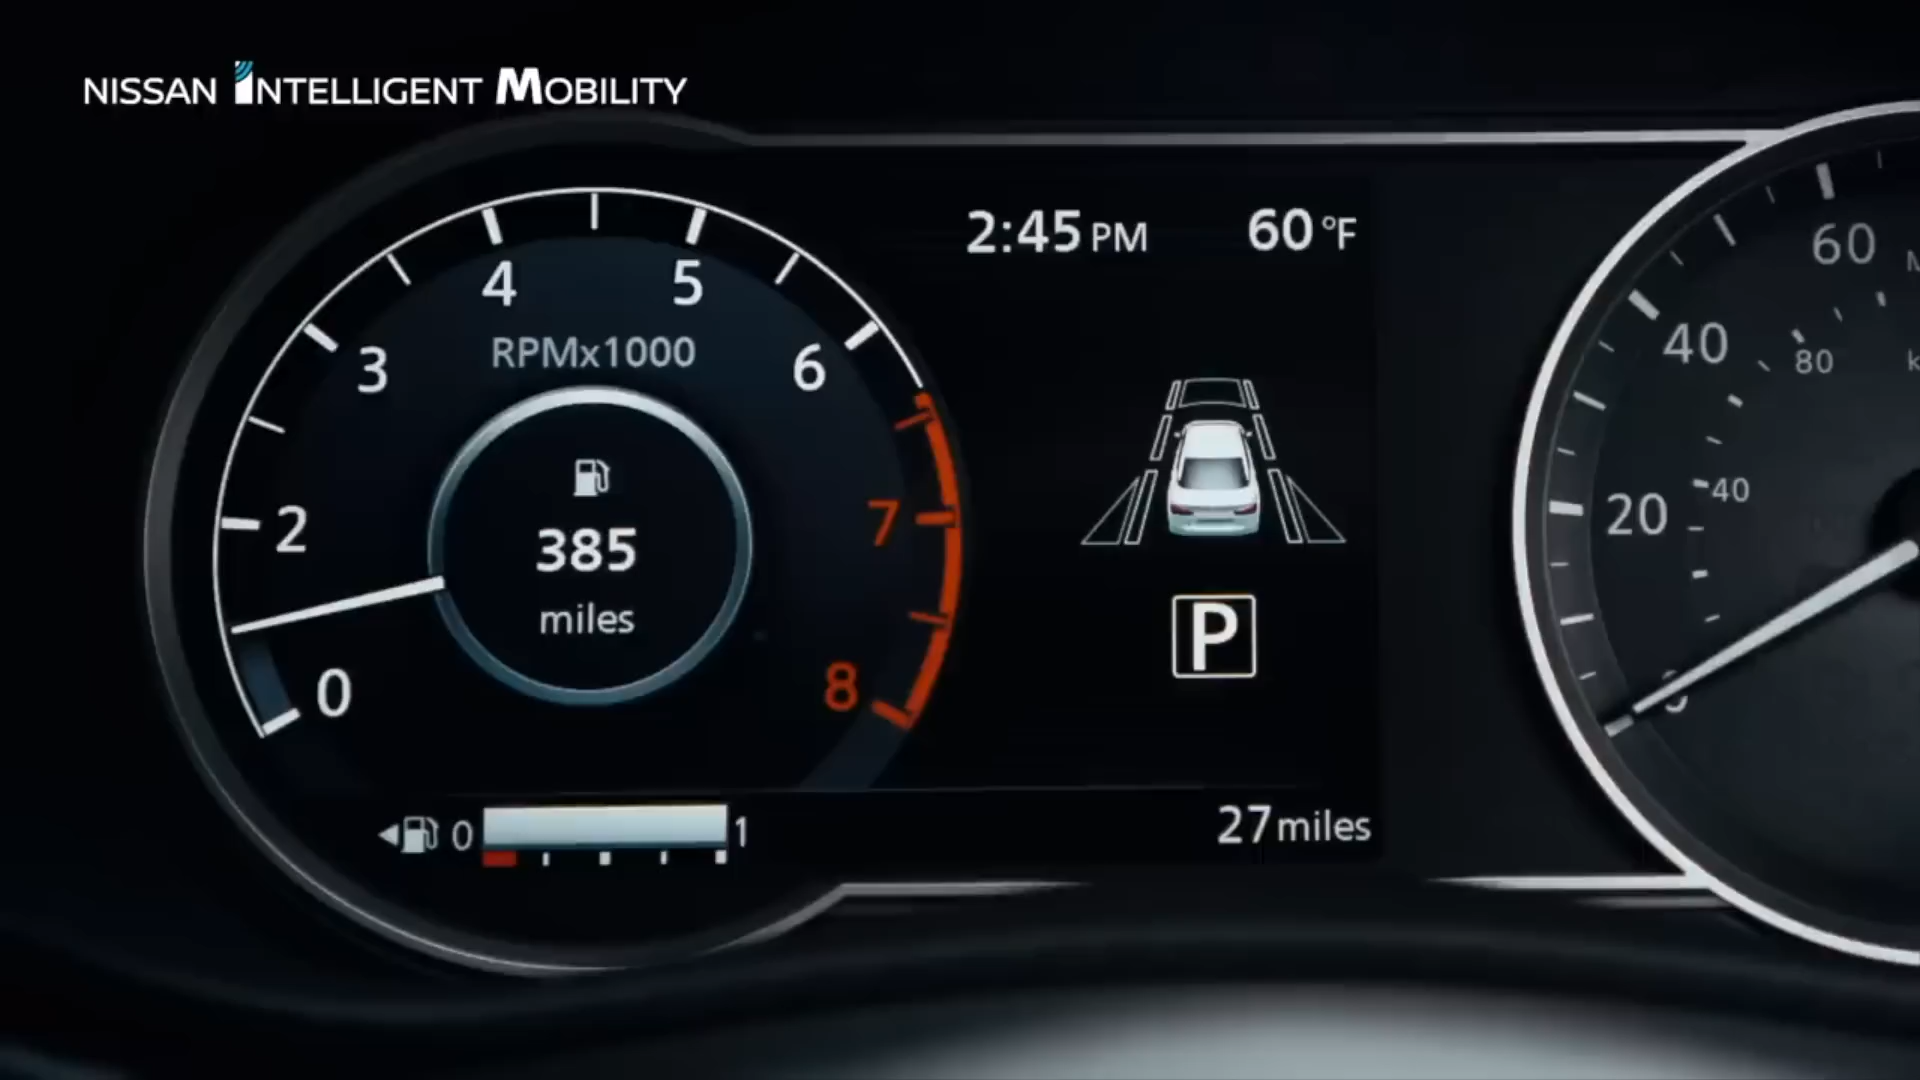 NISSAN INTELLIGENT MOBILITY
2:45 PM 60 °F
4 5
RPMx1000
3 6
2 7
0 8
385
miles
P
0 1
27 miles
60
40
80
20
40
0